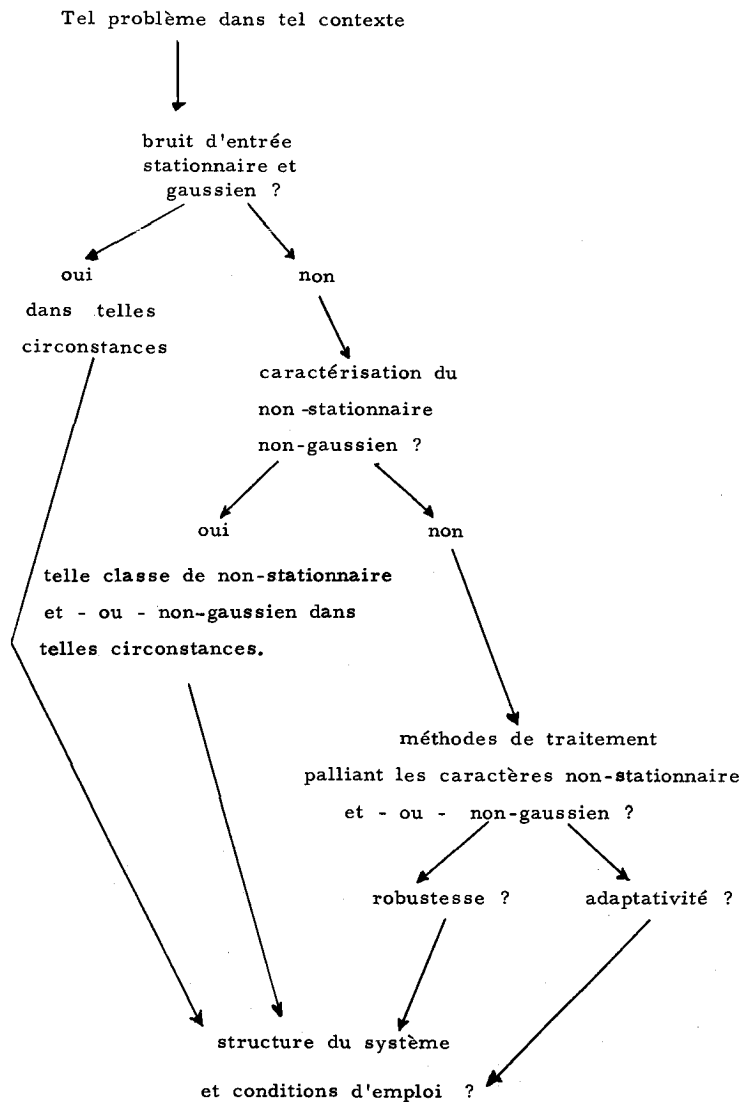 Tel problème dans tel contexte
bruit d'entrée
stationnaire et
gaussien ?
oui
non
dans telles
circonstances
caractérisation du
non-stationnaire
non-gaussien ?
oui
non
telle classe de non-stationnaire
et - ou - non-gaussien dans
telles circonstances.
méthodes de traitement
palliant les caractères non-stationnaire
et - ou - non-gaussien ?
robustesse ?
adaptativité ?
structure du système
et conditions d'emploi ?